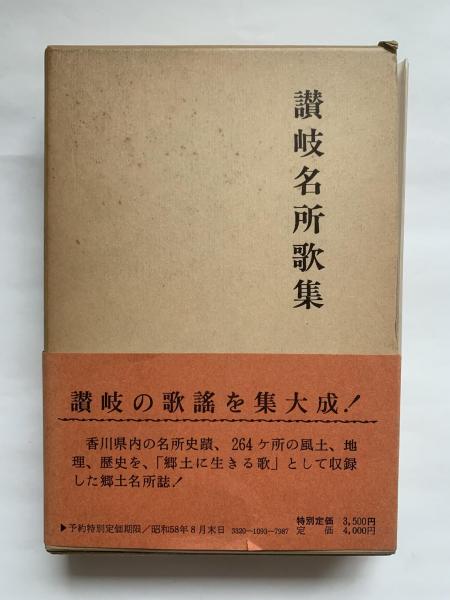 讃岐名所歌集
讃岐の歌謡を集大成!
香川県内の名所史蹟、264ケ所の風土、地
理、歴史を、「郷土に生きる歌」として収録
した郷土名所誌!
▶予約特別定価期限/昭和58年8月末日 3320-1093-7987
特別定価 3,500円
定価 4,000円